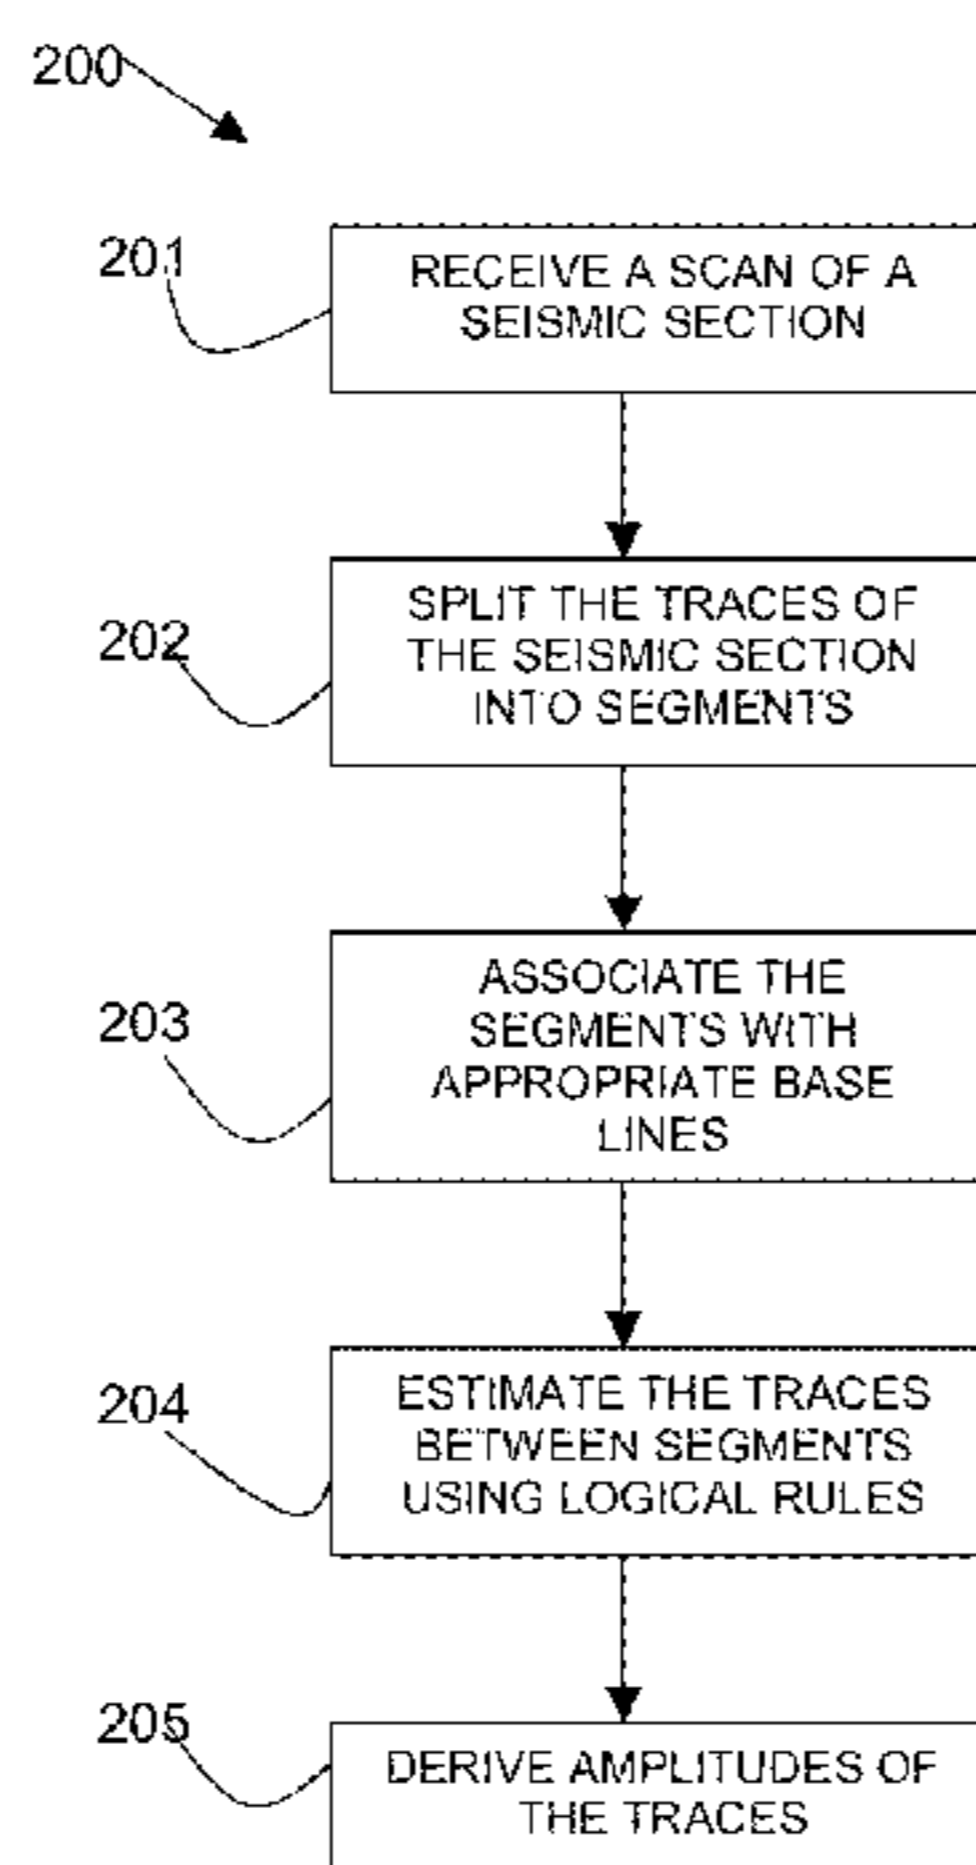 200
201
RECEIVE A SCAN OF A
SEISMIC SECTION
202
SPLIT THE TRACES OF
THE SEISMIC SECTION
INTO SEGMENTS
203
ASSOCIATE THE
SEGMENTS WITH
APPROPRIATE BASE
LINES
204
ESTIMATE THE TRACES
BETWEEN SEGMENTS
USING LOGICAL RULES
205
DERIVE AMPLITUDES OF
THE TRACES